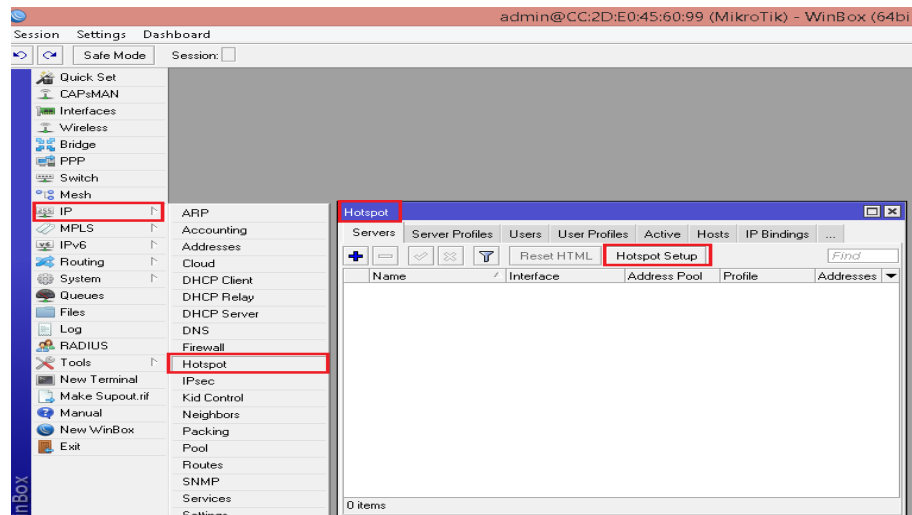 admin@CC:2D:E0:45:60:99 (MikroTik) - WinBox (64bi
Session Settings Dashboard
Safe Mode Session:
Quick Set
CAPsMAN
Interfaces
Wireless
Bridge
PPP
Switch
Mesh
IP
MPLS
IPv6
Routing
System
Queues
Files
Log
RADIUS
Tools
New Terminal
Make Supout.rif
Manual
New WinBox
Exit
nBox
ARP
Accounting
Addresses
Cloud
DHCP Client
DHCP Relay
DHCP Server
DNS
Firewall
Hotspot
IPsec
Kid Control
Neighbors
Packing
Pool
Routes
SNMP
Services
Settings
Hotspot
Servers Server Profiles Users User Profiles Active Hosts IP Bindings ...
Reset HTML Hotspot Setup Find
Name Interface Address Pool Profile Addresses
0 items